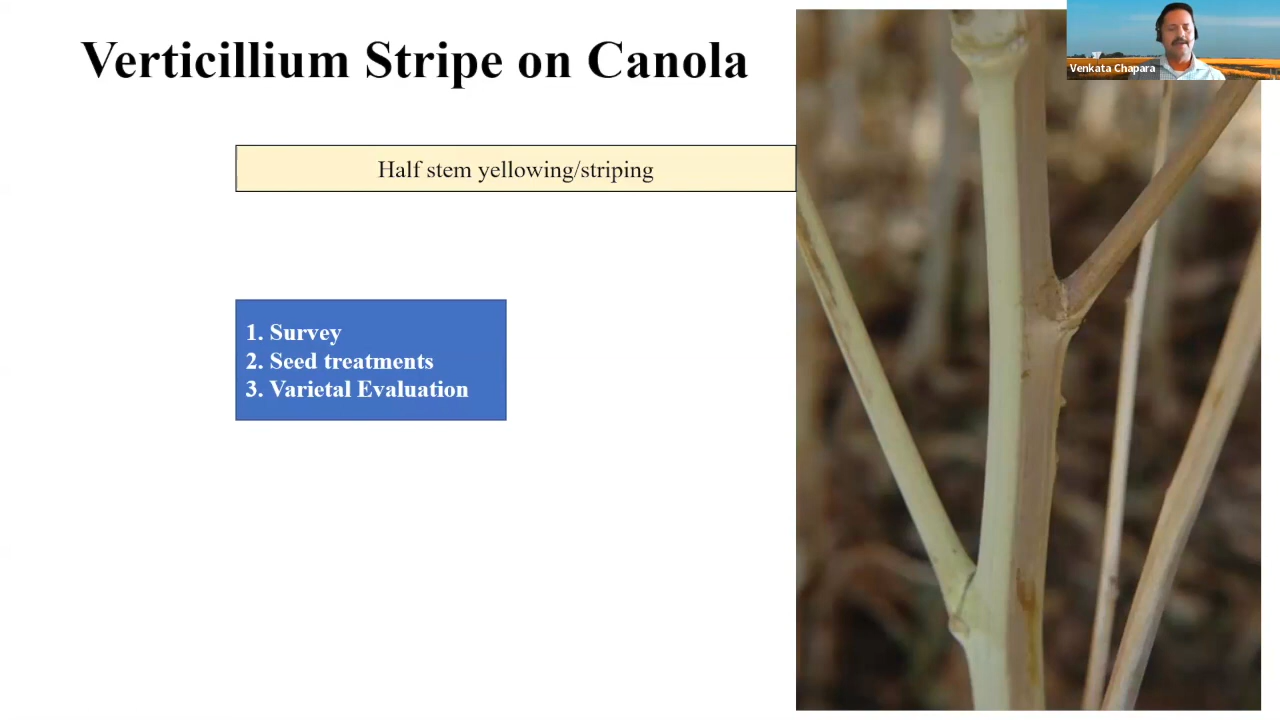 Verticillium Stripe on Canola
Venkata Chapara
Half stem yellowing/striping
1. Survey
2. Seed treatments
3. Varietal Evaluation